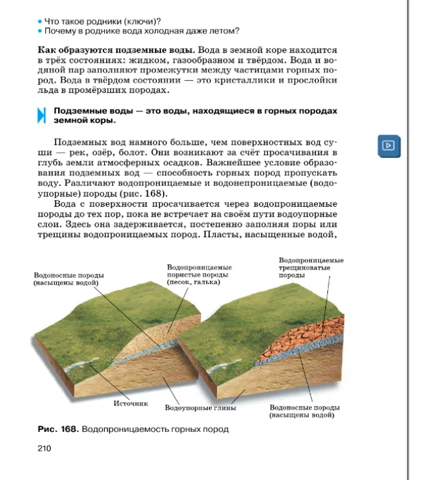 • Что такое родники (ключи)?
• Почему в роднике вода холодная даже летом?
Как образуются подземные воды. Вода в земной коре находится
в трёх состояниях: жидком, газообразном и твёрдом. Вода и во-
дяной пар заполняют промежутки между частицами горных по-
род. Вода в твёрдом состоянии — это кристаллики и прослойки
льда в промёрзших породах.
Подземные воды — это воды, находящиеся в горных породах
земной коры.
Подземных вод намного больше, чем поверхностных вод су-
ши — рек, озёр, болот. Они возникают за счёт просачивания в
глубь земли атмосферных осадков. Важнейшее условие образо-
вания подземных вод — способность горных пород пропускать
воду. Различают водопроницаемые и водонепроницаемые (водо-
упорные) породы (рис. 168).
Вода с поверхности просачивается через водопроницаемые
породы до тех пор, пока не встречает на своём пути водоупорные
слои. Здесь она задерживается, постепенно заполняя поры или
трещины водопроницаемых пород. Пласты, насыщенные водой,
Водоносные породы
(насыщены водой)
Водопроницаемые
пористые породы
(песок, галька)
Водопроницаемые
трещиноватые
породы
Источник
Водоупорные глины
Водоносные породы
(насыщены водой)
Рис. 168. Водопроницаемость горных пород
210